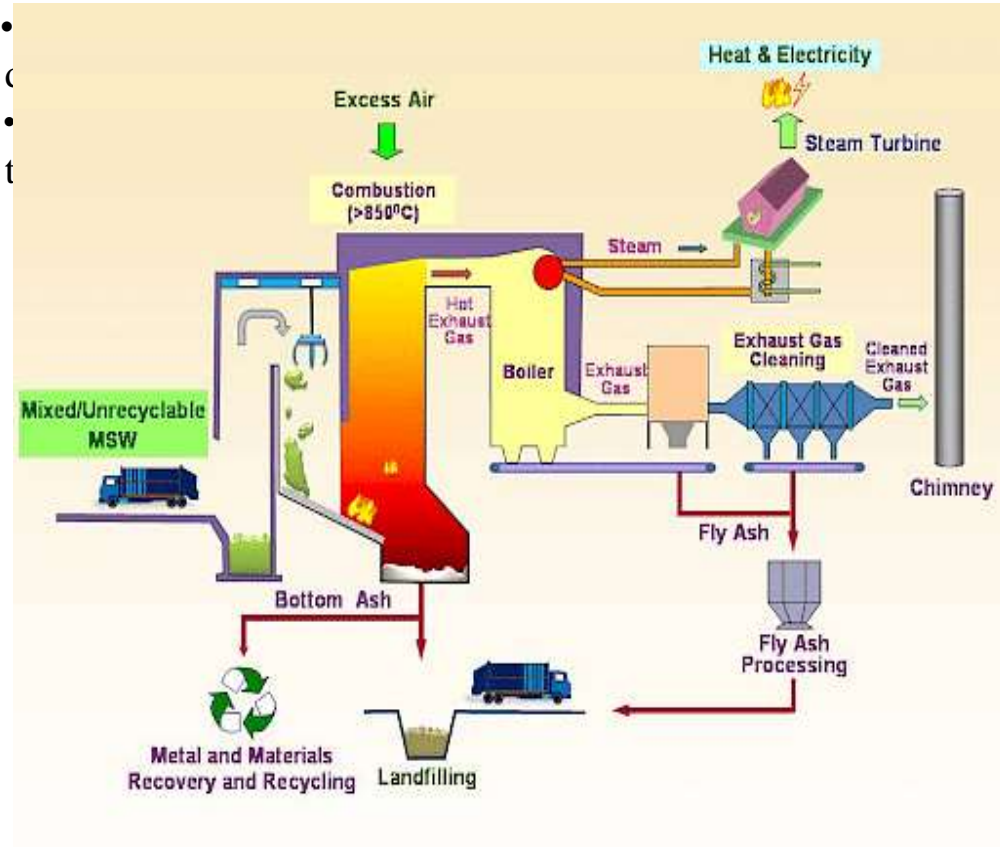 •
c
•
t
Heat & Electricity
Excess Air
Steam Turbine
Combustion
(>850⁰C)
Steam
Hot
Exhaust
Gas
Exhaust Gas
Cleaning
Cleaned
Exhaust
Gas
Boiler
Exhaust
Gas
Mixed/Unrecyclable
MSW
Chimney
Fly Ash
Bottom Ash
Fly Ash
Processing
Metal and Materials
Recovery and Recycling
Landfilling